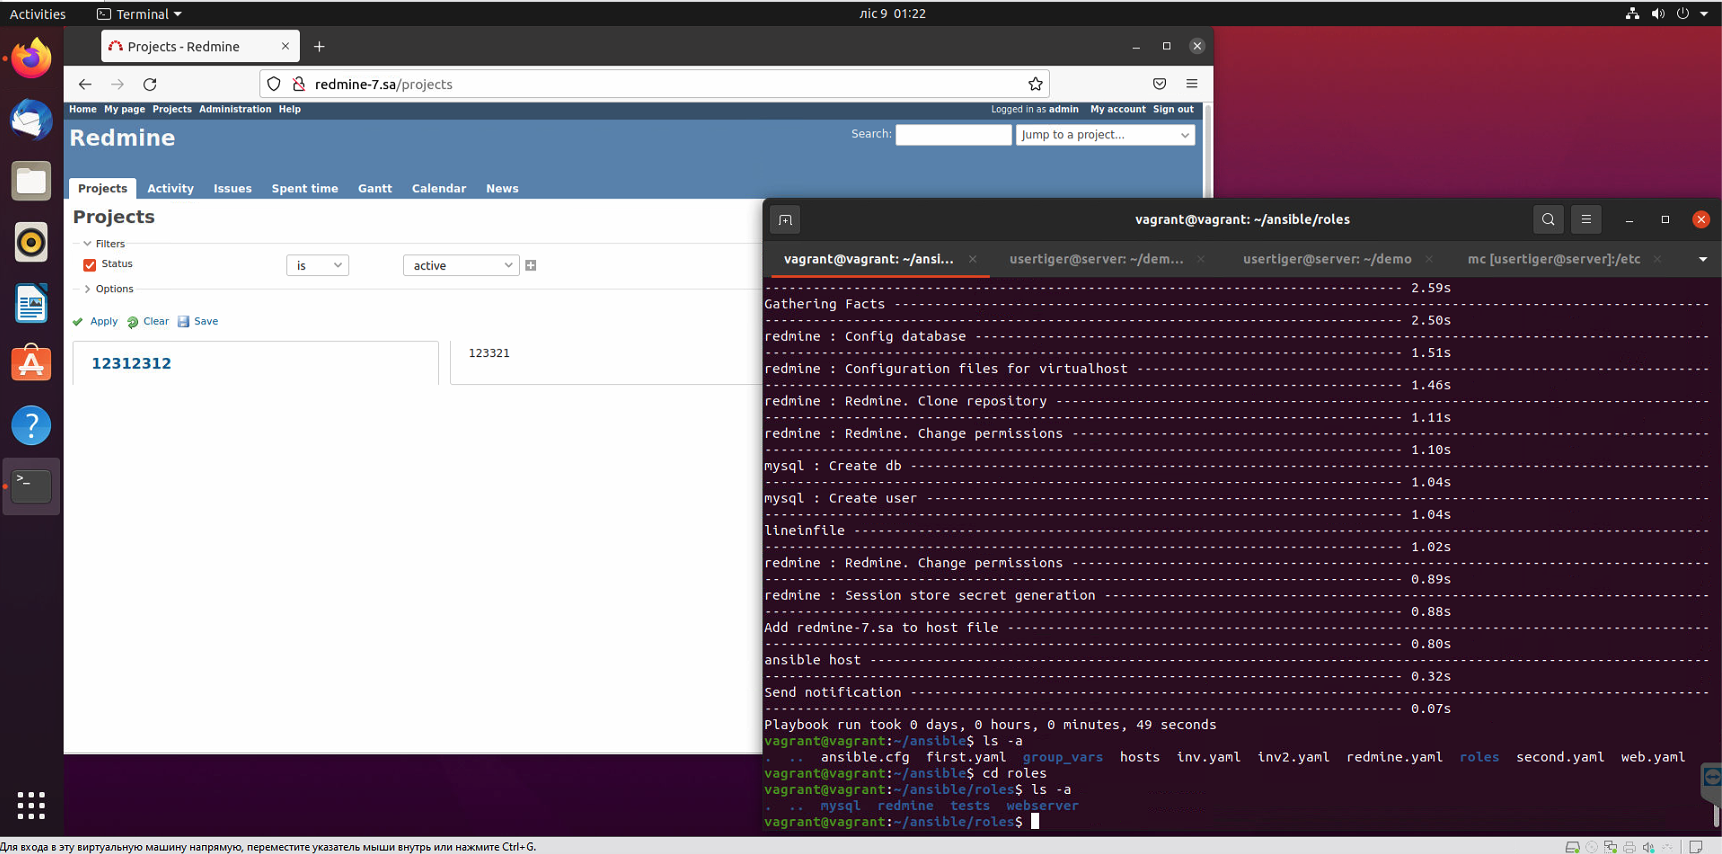 Activities Terminal ліс 9 01:22
Projects - Redmine
redmine-7.sa/projects
Home My page Projects Administration Help Logged in as admin My account Sign out
Redmine
Search: Jump to a project...
Projects Activity Issues Spent time Gantt Calendar News
Projects
Filters
Status is active
Options
Apply Clear Save
12312312
123321
vagrant@vagrant: ~/ansible/roles
vagrant@vagrant: ~/ansi... usertiger@server: ~/dem... usertiger@server: ~/demo mc [usertiger@server]:/etc
------------------------------------------------------------------------------- 2.59s
Gathering Facts -----------------------------------------------------------------------------------------------------
------------------------------------------------------------------------------- 2.50s
redmine : Config database -------------------------------------------------------------------------------------------
------------------------------------------------------------------------------- 1.51s
redmine : Configuration files for virtualhost -----------------------------------------------------------------------
------------------------------------------------------------------------------- 1.46s
redmine : Redmine. Clone repository ---------------------------------------------------------------------------------
------------------------------------------------------------------------------- 1.11s
redmine : Redmine. Change permissions -------------------------------------------------------------------------------
------------------------------------------------------------------------------- 1.10s
mysql : Create db ---------------------------------------------------------------------------------------------------
------------------------------------------------------------------------------- 1.04s
mysql : Create user -------------------------------------------------------------------------------------------------
------------------------------------------------------------------------------- 1.04s
lineinfile ----------------------------------------------------------------------------------------------------------
------------------------------------------------------------------------------- 1.02s
redmine : Redmine. Change permissions -------------------------------------------------------------------------------
------------------------------------------------------------------------------- 0.89s
redmine : Session store secret generation ---------------------------------------------------------------------------
------------------------------------------------------------------------------- 0.88s
Add redmine-7.sa to host file ---------------------------------------------------------------------------------------
------------------------------------------------------------------------------- 0.80s
ansible host --------------------------------------------------------------------------------------------------------
------------------------------------------------------------------------------- 0.32s
Send notification ---------------------------------------------------------------------------------------------------
------------------------------------------------------------------------------- 0.07s
Playbook run took 0 days, 0 hours, 0 minutes, 49 seconds
vagrant@vagrant:~/ansible$ ls -a
. .. ansible.cfg first.yaml group_vars hosts inv.yaml inv2.yaml redmine.yaml roles second.yaml web.yaml
vagrant@vagrant:~/ansible$ cd roles
vagrant@vagrant:~/ansible/roles$ ls -a
. .. mysql redmine tests webserver
vagrant@vagrant:~/ansible/roles$
Для входа в эту виртуальную машину напрямую, переместите указатель мыши внутрь или нажмите Ctrl+G.